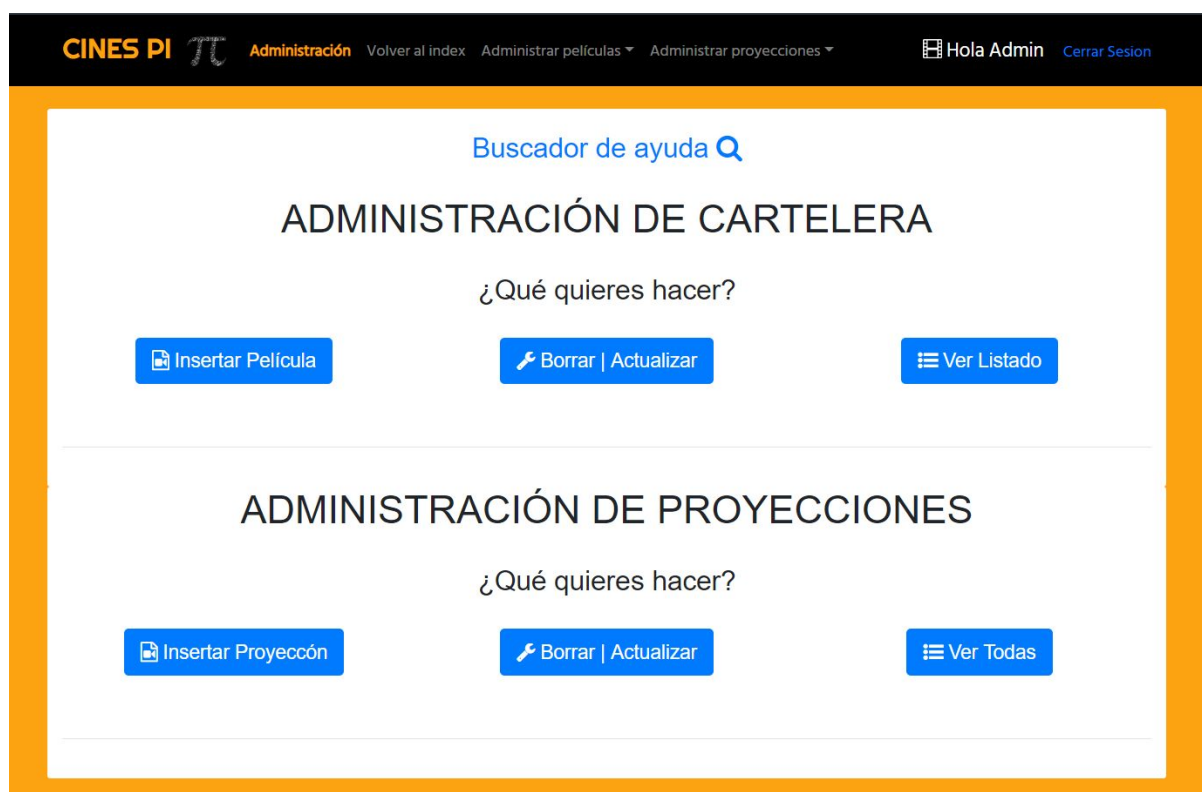 CINES PI π Administración Volver al index Administrar películas Administrar proyecciones Hola Admin Cerrar Sesion
Buscador de ayuda
ADMINISTRACIÓN DE CARTELERA
¿Qué quieres hacer?
Insertar Película Borrar | Actualizar Ver Listado
ADMINISTRACIÓN DE PROYECCIONES
¿Qué quieres hacer?
Insertar Proyeccón Borrar | Actualizar Ver Todas